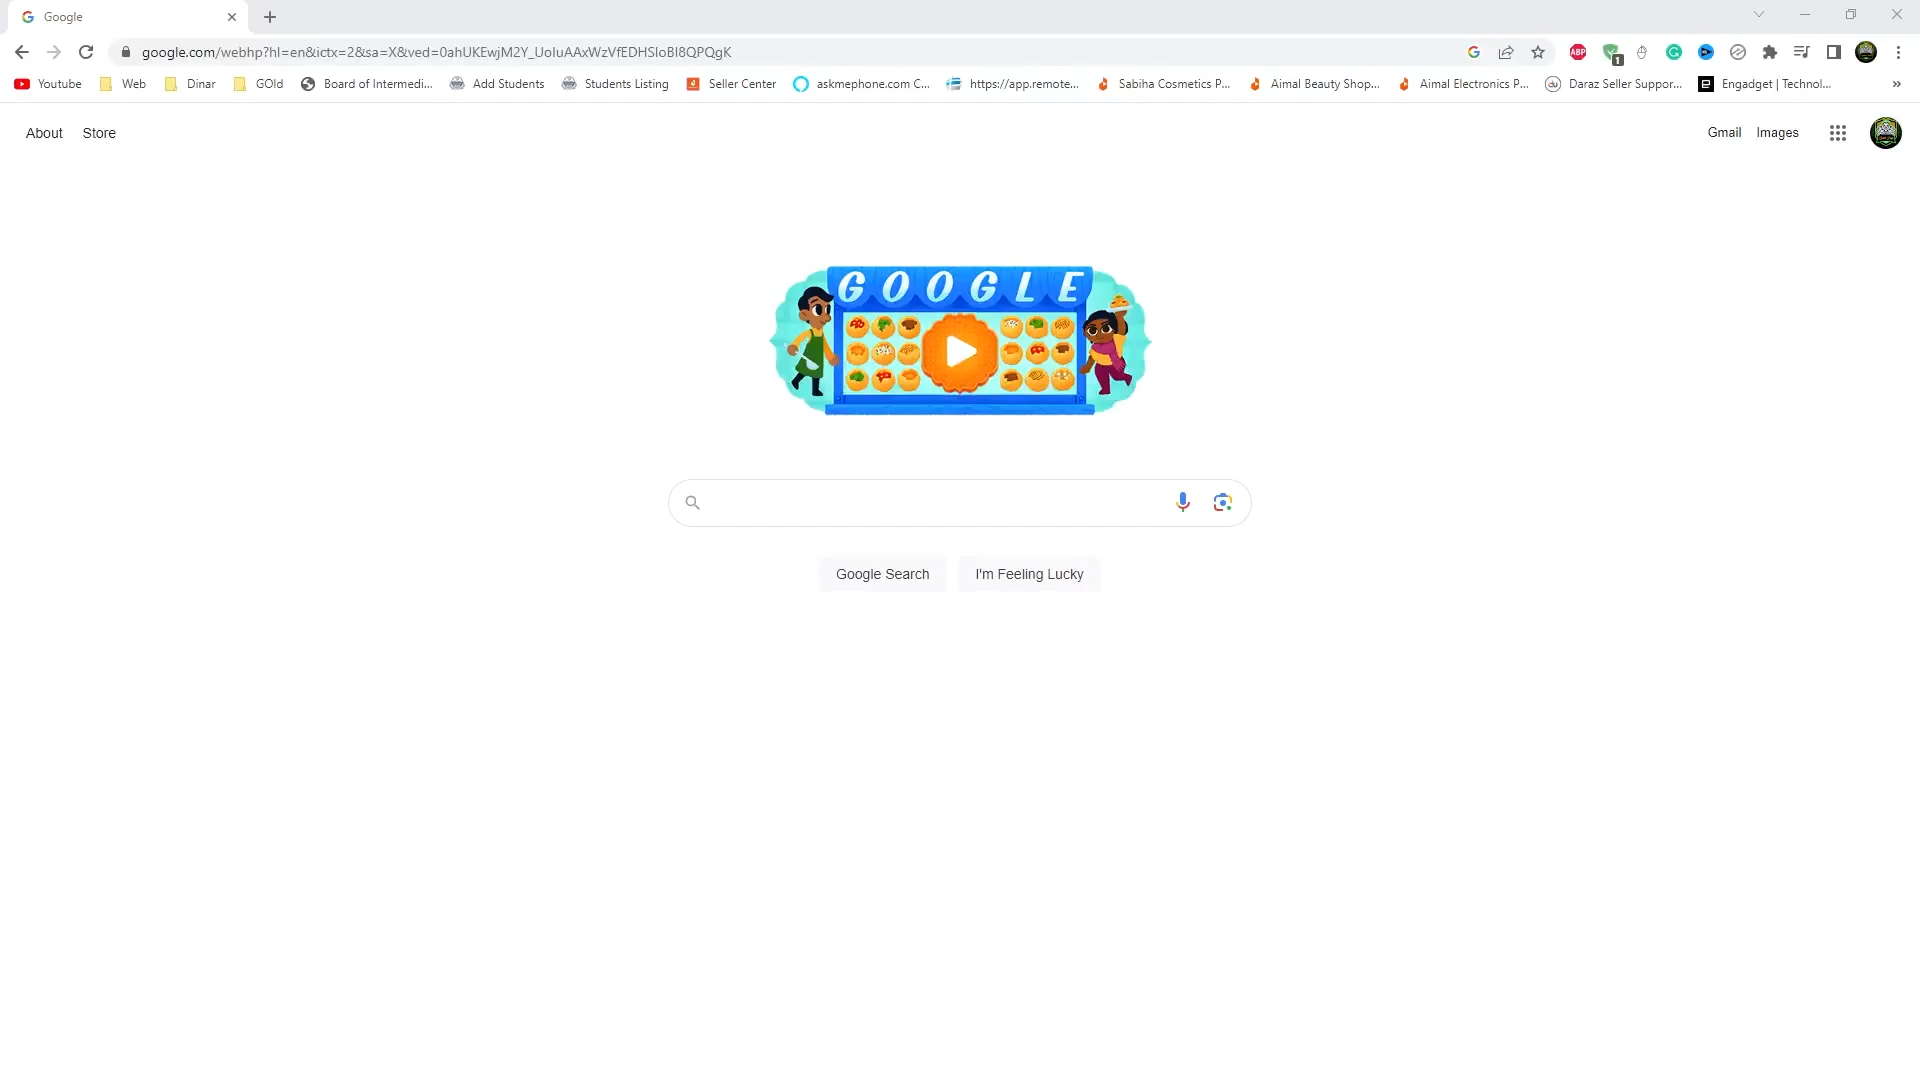 Google
google.com/webhp?hl=en&ictx=2&sa=X&ved=0ahUKEwjM2Y_UoIuAAxWzVfEDHSIoBI8QPQgK
1
Youtube Web Dinar GOld Board of Intermedi... Add Students Students Listing Seller Center askmephone.com C... https://app.remote... Sabiha Cosmetics P... Aimal Beauty Shop... Aimal Electronics P... Daraz Seller Suppor... Engadget | Technol... »
About Store Gmail Images
GOOGLE
Google Search I'm Feeling Lucky